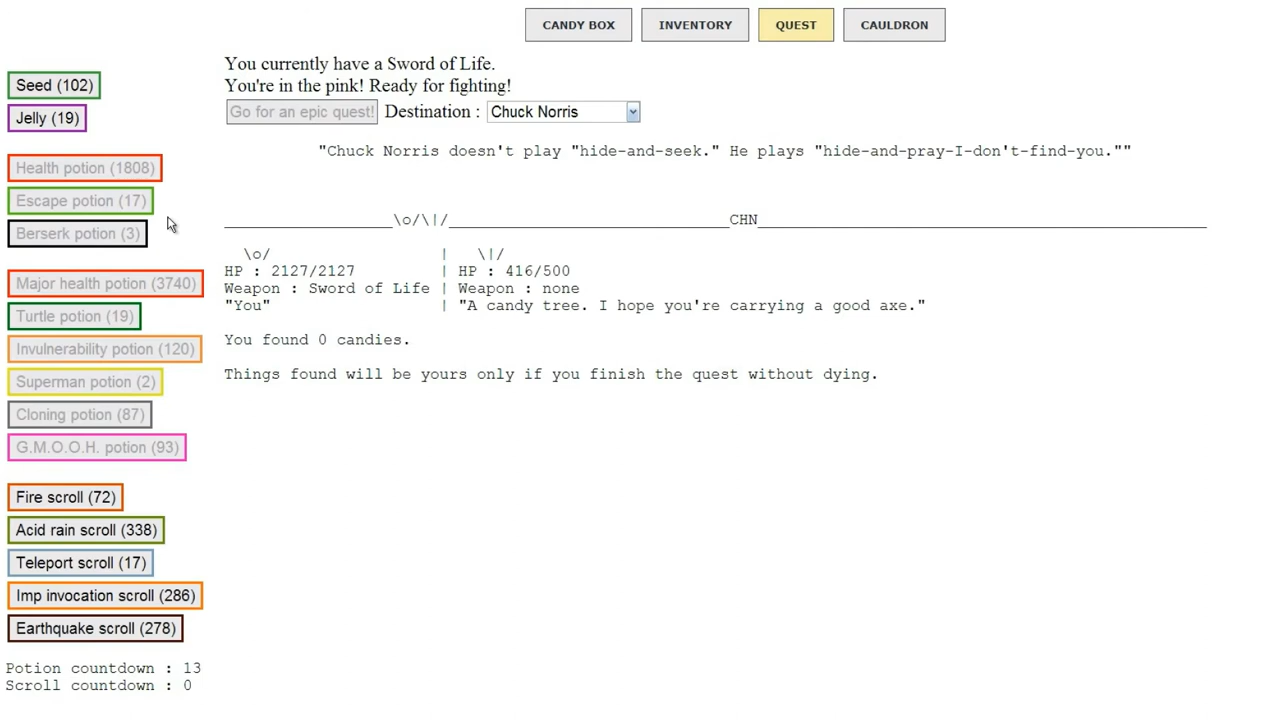 CANDY BOX INVENTORY QUEST CAULDRON
You currently have a Sword of Life.
You're in the pink! Ready for fighting!
Go for an epic quest! Destination : Chuck Norris
"Chuck Norris doesn't play "hide-and-seek." He plays "hide-and-pray-I-don't-find-you.""
__________________\o/\|/______________________________CHN________________________________________________
\o/ | \|/
HP : 2127/2127 | HP : 416/500
Weapon : Sword of Life | Weapon : none
"You" | "A candy tree. I hope you're carrying a good axe."
You found 0 candies.
Things found will be yours only if you finish the quest without dying.
Seed (102)
Jelly (19)
Health potion (1808)
Escape potion (17)
Berserk potion (3)
Major health potion (3740)
Turtle potion (19)
Invulnerability potion (120)
Superman potion (2)
Cloning potion (87)
G.M.O.O.H. potion (93)
Fire scroll (72)
Acid rain scroll (338)
Teleport scroll (17)
Imp invocation scroll (286)
Earthquake scroll (278)
Potion countdown : 13
Scroll countdown : 0